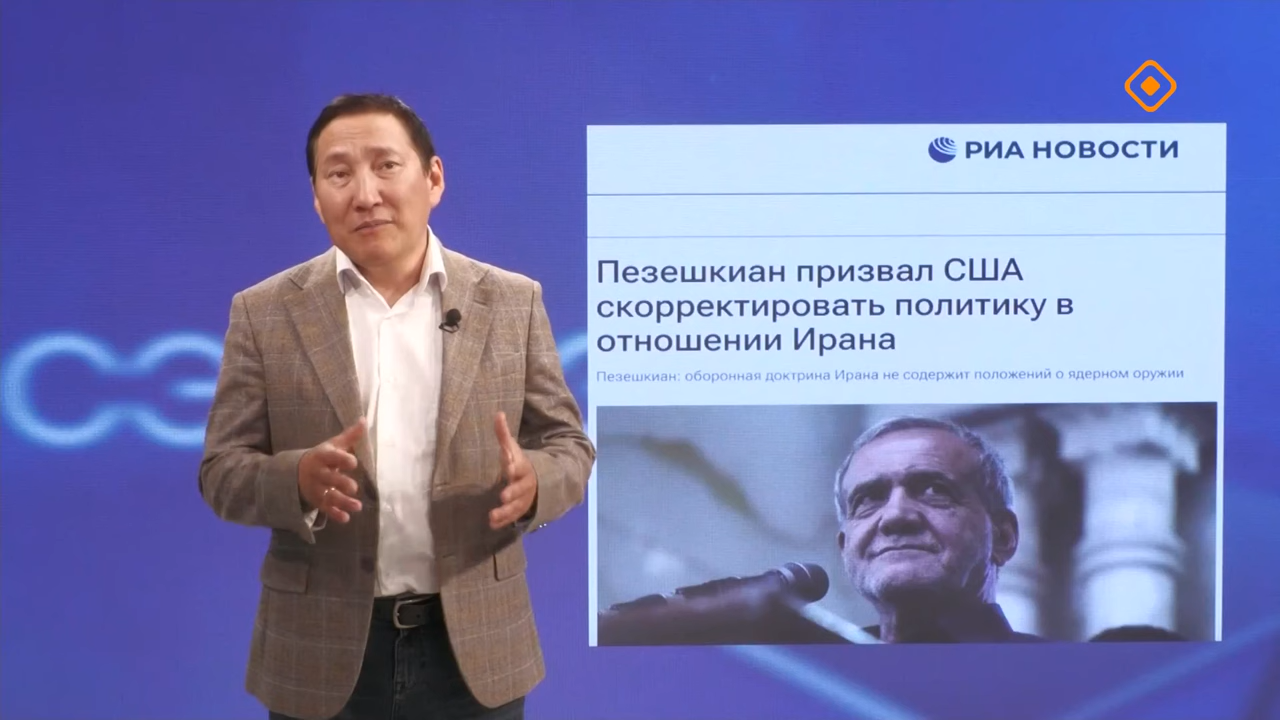 РИА НОВОСТИ
Пезешкиан призвал США
скорректировать политику в
отношении Ирана
Пезешкиан: оборонная доктрина Ирана не содержит положений о ядерном оружии